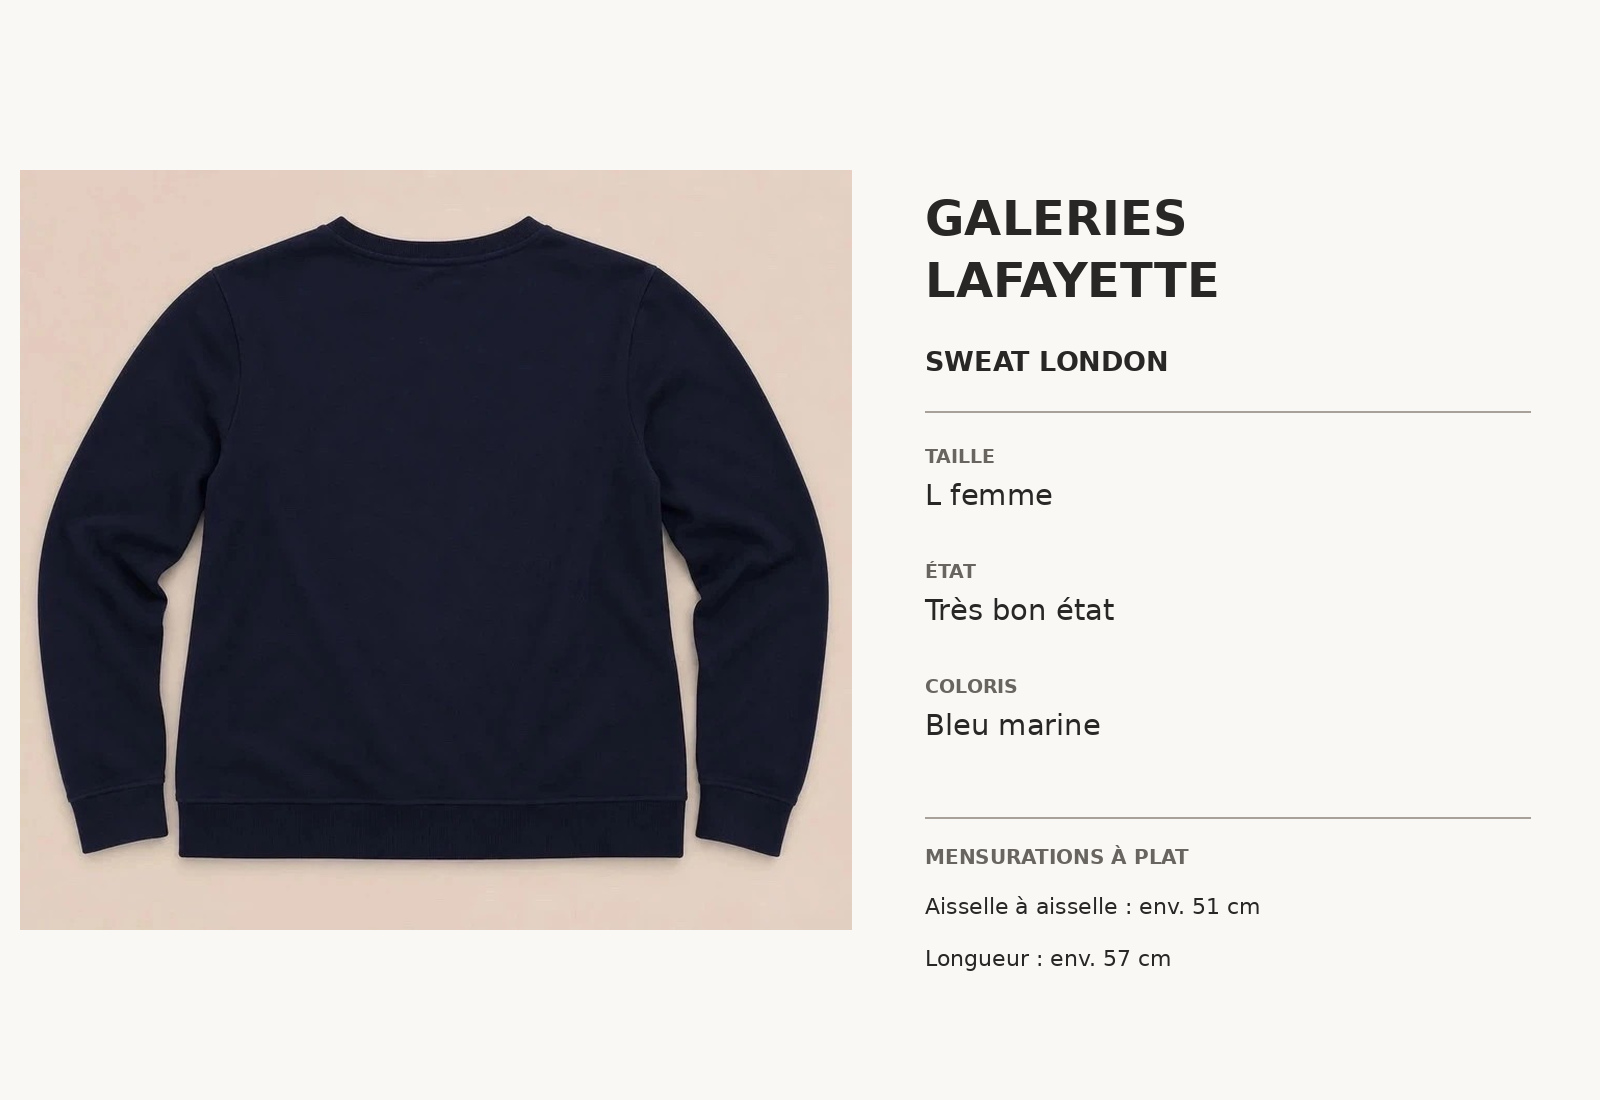 GALERIES
LAFAYETTE
SWEAT LONDON
TAILLE
L femme
ÉTAT
Très bon état
COLORIS
Bleu marine
MENSURATIONS À PLAT
Aisselle à aisselle : env. 51 cm
Longueur : env. 57 cm